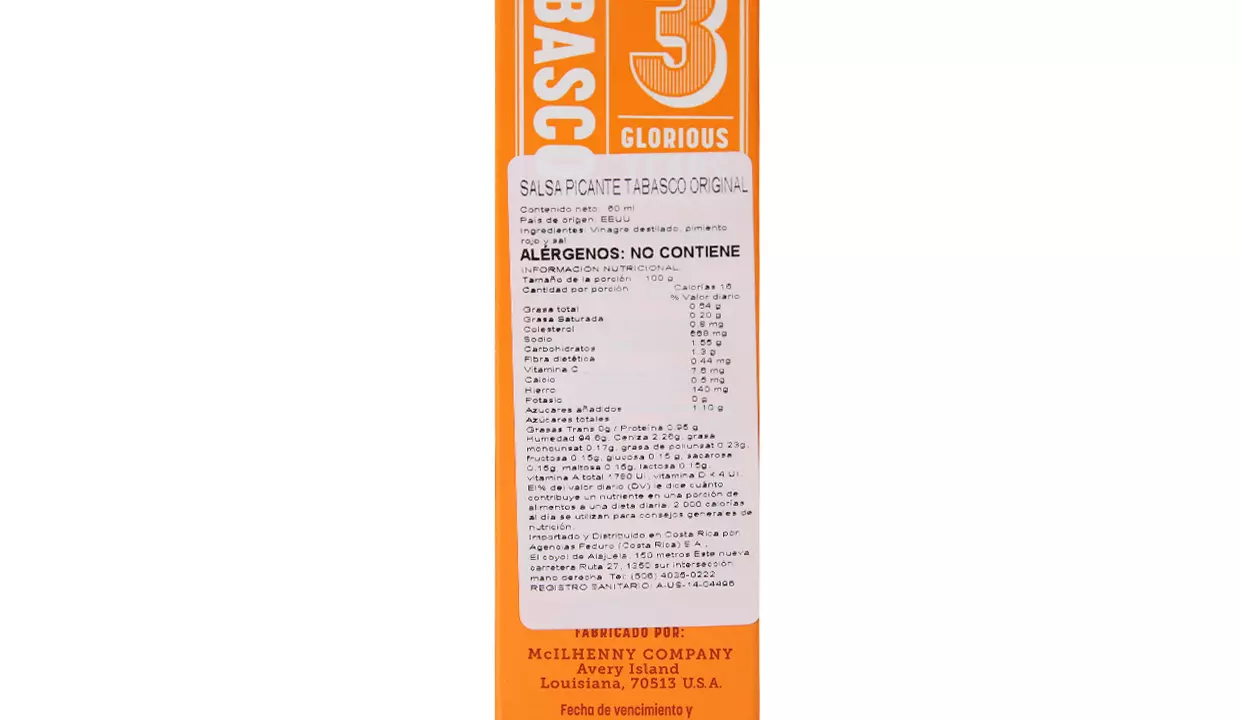 BASCO
3
GLORIOUS
SALSA PICANTE TABASCO ORIGINAL
Contenido neto: 60 ml
País de origen: EEUU
Ingredientes: Vinagre destilado, pimiento
rojo y sal
ALÉRGENOS: NO CONTIENE
INFORMACIÓN NUTRICIONAL
Tamaño de la porción 100 g
Cantidad por porción Calorías 16
% Valor diario
Grasa total 0.54 g
Grasa Saturada 0.20 g
Colesterol 0.8 mg
Sodio 668 mg
Carbohidratos 1.55 g
Fibra dietética 1.3 g
Vitamina C 0.44 mg
Calcio 7.8 mg
Hierro 0.5 mg
Potasio 140 mg
Azúcares añadidos 0 g
Azúcares totales 1.10 g
Grasas Trans 0g / Proteína 0.95 g
Humedad 94.6g, Ceniza 2.26g, grasa
monounsat 0.17g, grasa de poliunsat 0.23g,
fructosa 0.15g, glucosa 0.15 g, sacarosa
0.15g, maltosa 0.15g, lactosa 0.15g,
vitamina A total 1780 UI, vitamina D < 4 UI.
El % del valor diario (DV) le dice cuánto
contribuye un nutriente en una porción de
alimentos a una dieta diaria. 2 000 calorías
al día se utilizan para consejos generales de
nutrición.
Importado y Distribuido en Costa Rica por
Agencias Feduro (Costa Rica) S.A.,
El coyol de Alajuela, 150 metros Este nueva
carretera Ruta 27, 1350 sur intersección,
mano derecha. Tel: (506) 4035-0222
REGISTRO SANITARIO: A-US-14-04496
FABRICADO POR:
McILHENNY COMPANY
Avery Island
Louisiana, 70513 U.S.A.
Fecha de vencimiento y